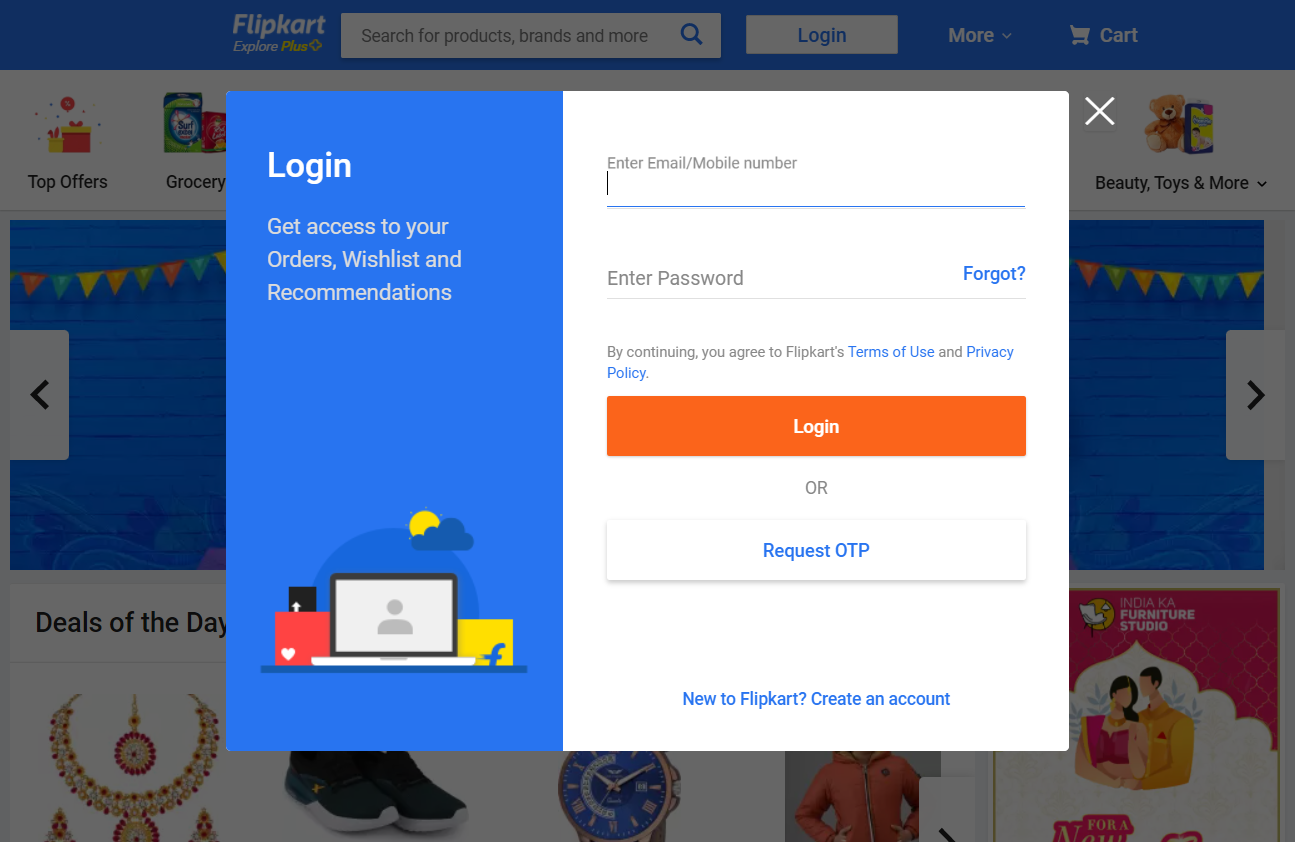 Flipkart
Explore Plus
Search for products, brands and more
Login
More
Cart
Surf
excel
Top Offers
Grocery
Beauty, Toys & More
Login
Get access to your
Orders, Wishlist and
Recommendations
Enter Email/Mobile number
Enter Password
Forgot?
By continuing, you agree to Flipkart's Terms of Use and Privacy
Policy.
Login
OR
Request OTP
New to Flipkart? Create an account
Deals of the Day
INDIA KA
FURNITURE
STUDIO
FOR A
New